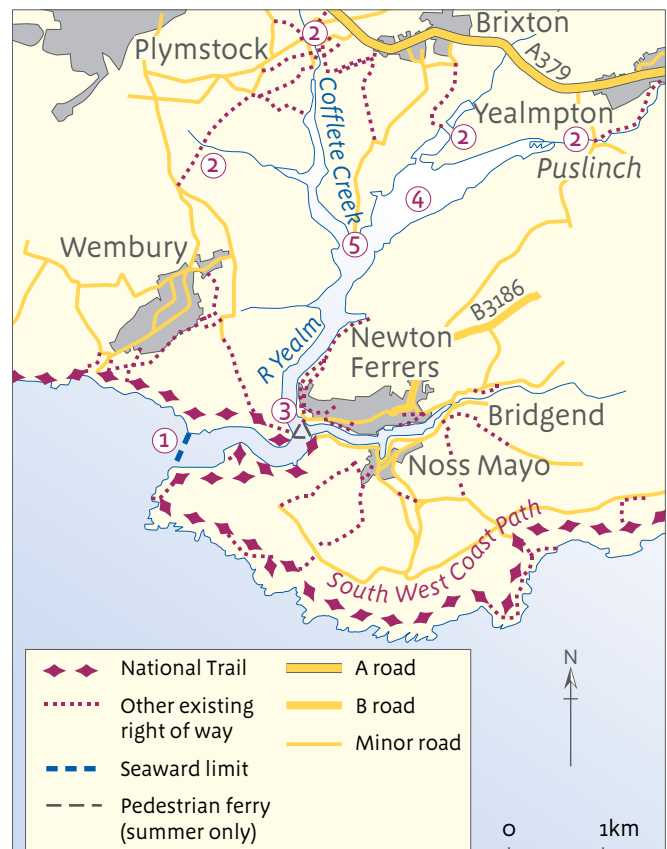 Brixton
Plymstock
②
A379
Cofflete Creek
Yealmpton
②
②
②
Puslinch
④
⑤
Wembury
B3186
R Yealm
Newton
Ferrers
③
Bridgend
①
Noss Mayo
South West Coast Path
National Trail
Other existing
right of way
Seaward limit
Pedestrian ferry
(summer only)
A road
B road
Minor road
N
0 1km